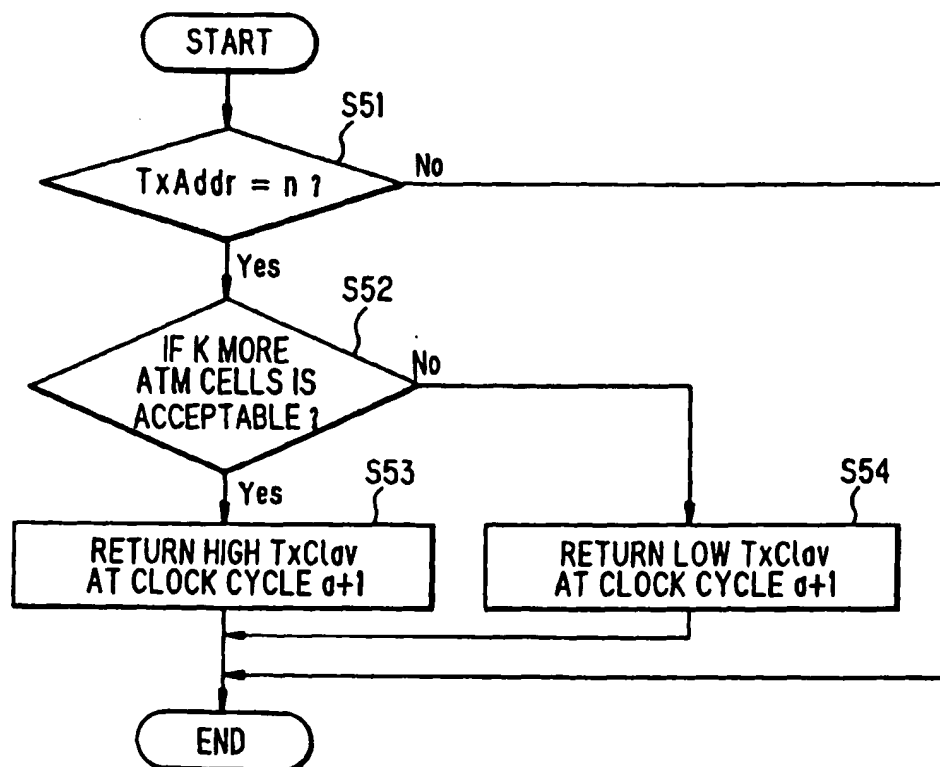 START
S51
TxAddr = n ?
No
Yes
S52
IF K MORE
ATM CELLS IS
ACCEPTABLE ?
No
Yes
S53
S54
RETURN HIGH TxClav
AT CLOCK CYCLE a+1
RETURN LOW TxClav
AT CLOCK CYCLE a+1
END